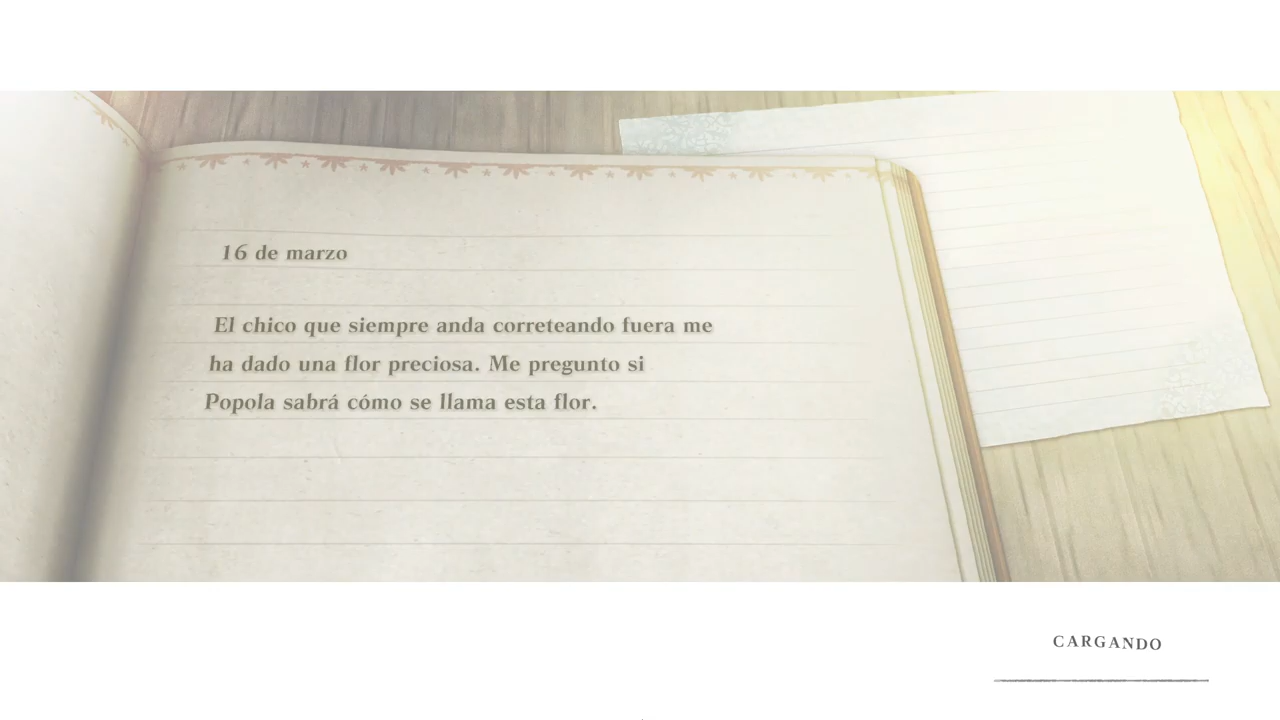 16 de marzo
El chico que siempre anda correteando fuera me
ha dado una flor preciosa. Me pregunto si
Popola sabrá cómo se llama esta flor.
CARGANDO